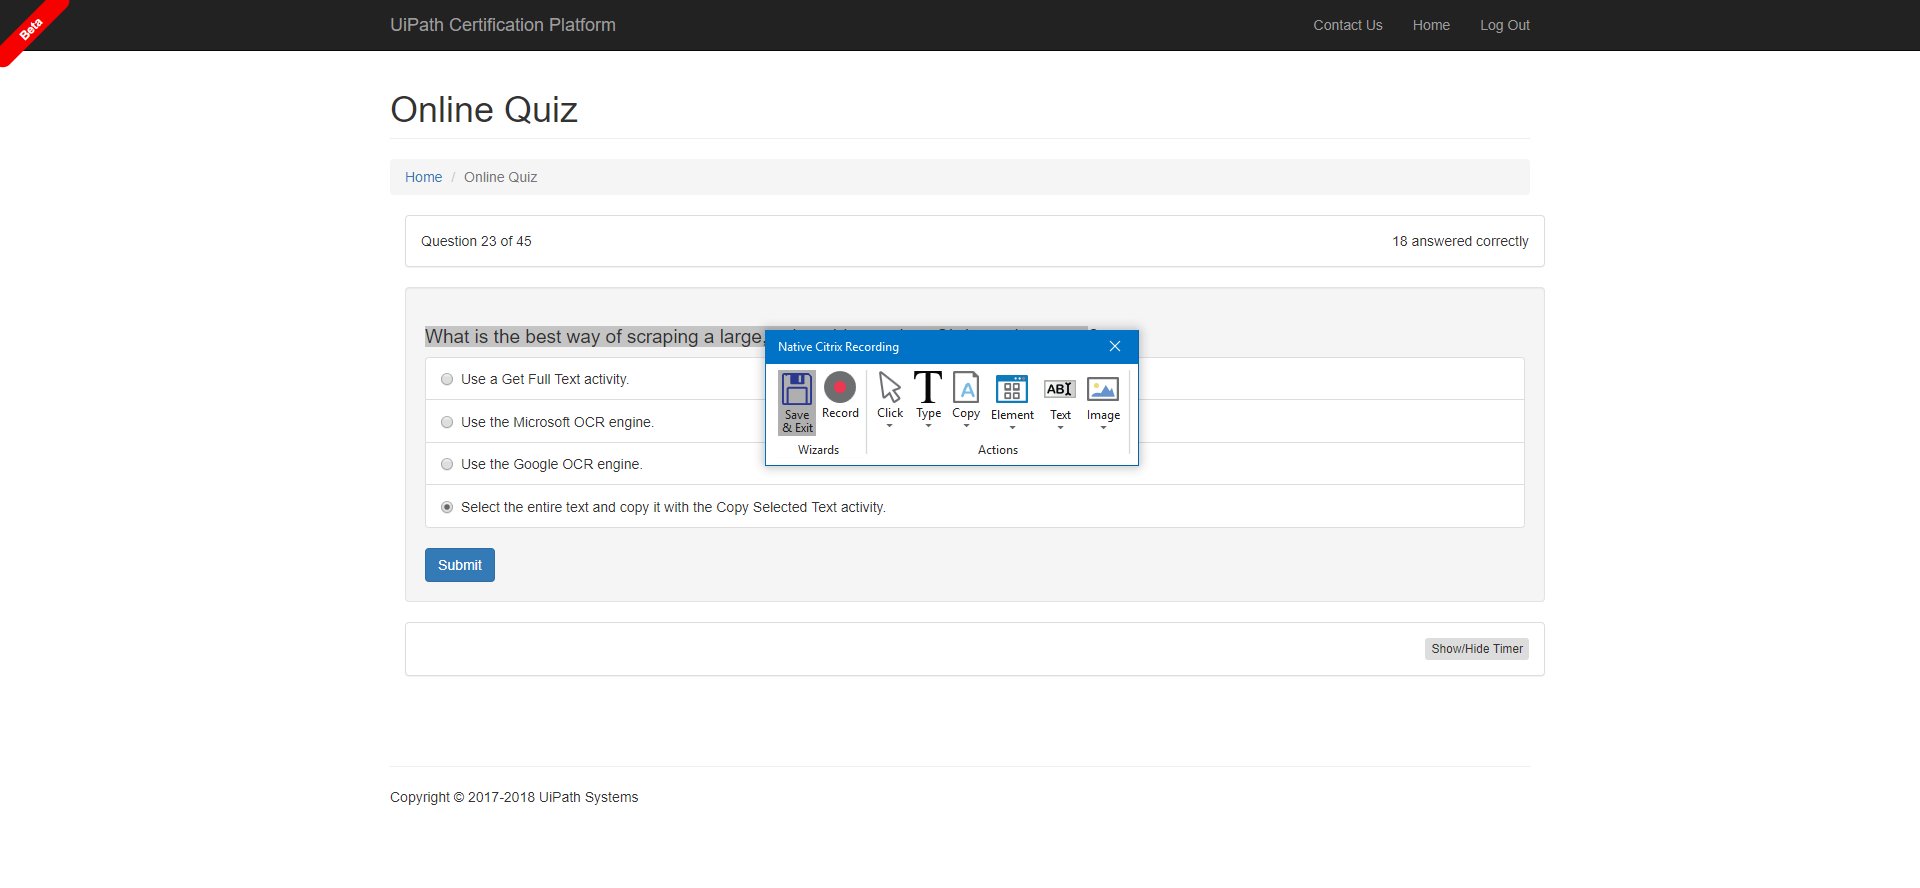 Beta
UiPath Certification Platform
Contact Us Home Log Out
Online Quiz
Home / Online Quiz
Question 23 of 45 18 answered correctly
What is the best way of scraping a large,
Native Citrix Recording
Use a Get Full Text activity.
Use the Microsoft OCR engine.
Use the Google OCR engine.
Select the entire text and copy it with the Copy Selected Text activity.
Save & Exit
Record
Click
Type
Copy
Element
Text
Image
Wizards
Actions
Submit
Show/Hide Timer
Copyright © 2017-2018 UiPath Systems